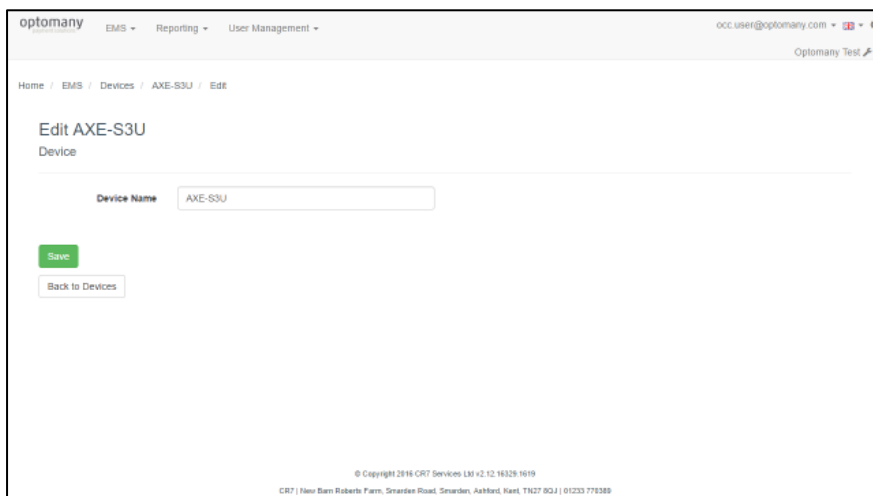 optomany
EMS Reporting User Management occ.user@optomany.com
Optomany Test
Home / EMS / Devices / AXE-S3U / Edit
Edit AXE-S3U
Device
Device Name AXE-S3U
Save
Back to Devices
© Copyright 2016 CR7 Services Ltd v2.12.16329.1619
CR7 | New Barn Roberts Farm, Smarden Road, Smarden, Ashford, Kent, TN27 8QJ | 01233 778389